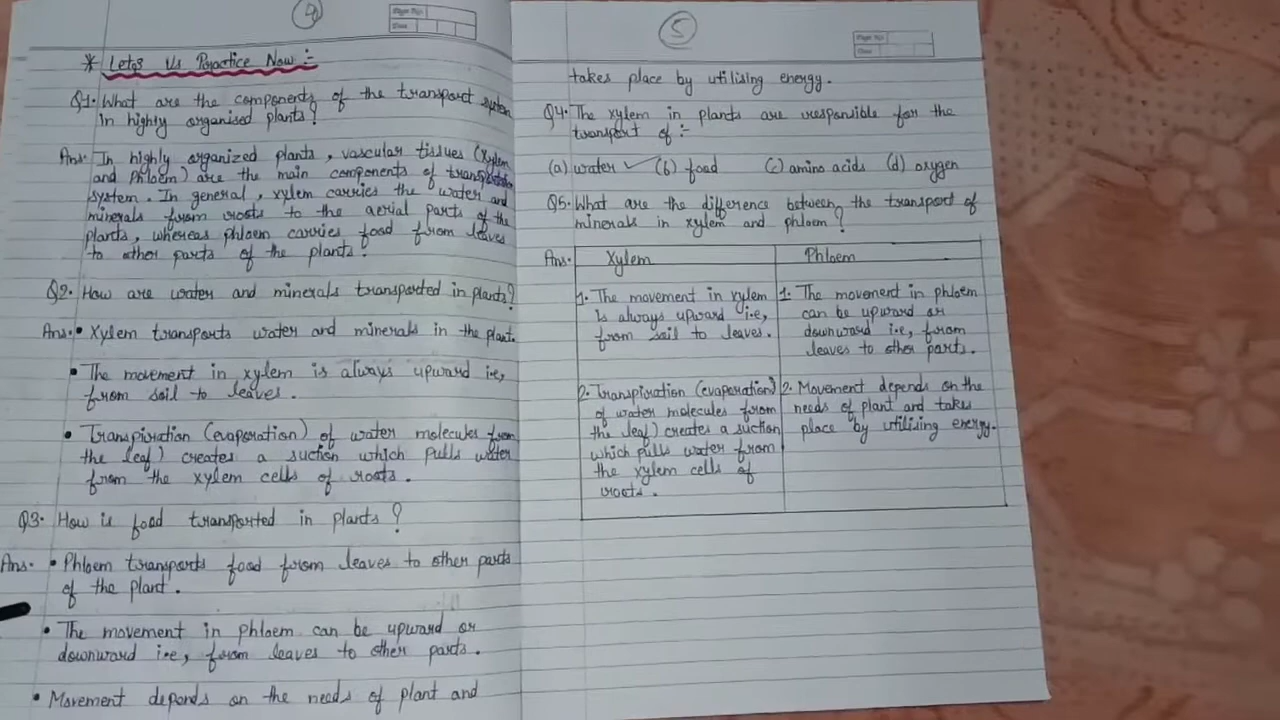 4
Page No.
Date
* Let's Us Practice Now :-
Q1. What are the components of the transport system
in highly organised plants?
Ans. In highly organized plants, vascular tissues (Xylem
and Phloem) are the main components of transportation
system. In general, xylem carries the water and
minerals from roots to the aerial parts of the
plants, whereas phloem carries food from leaves
to other parts of the plants.
Q2. How are water and minerals transported in plants?
Ans. • Xylem transports water and minerals in the plant.
• The movement in xylem is always upward i.e,
from soil to leaves.
• Transpiration (evaporation) of water molecules from
the leaf) creates a suction which pulls water
from the xylem cells of roots.
Q3. How is food transported in plants?
Ans. • Phloem transports food from leaves to other parts
of the plant.
• The movement in phloem can be upward or
downward i.e, from leaves to other parts.
• Movement depends on the needs of plant and
5
Page No.
Date
takes place by utilising energy.
Q4. The xylem in plants are responsible for the
transport of :-
(a) water ✓ (b) food (c) amino acids (d) oxygen
Q5. What are the difference between the transport of
minerals in xylem and phloem?
Ans. Xylem
1. The movement in xylem
is always upward i.e,
from soil to leaves.
2. Transpiration (evaporation)
of water molecules from
the leaf) creates a suction
which pulls water from
the xylem cells of
roots.
Phloem
1. The movement in phloem
can be upward or
downward i.e, from
leaves to other parts.
2. Movement depends on the
needs of plant and takes
place by utilising energy.